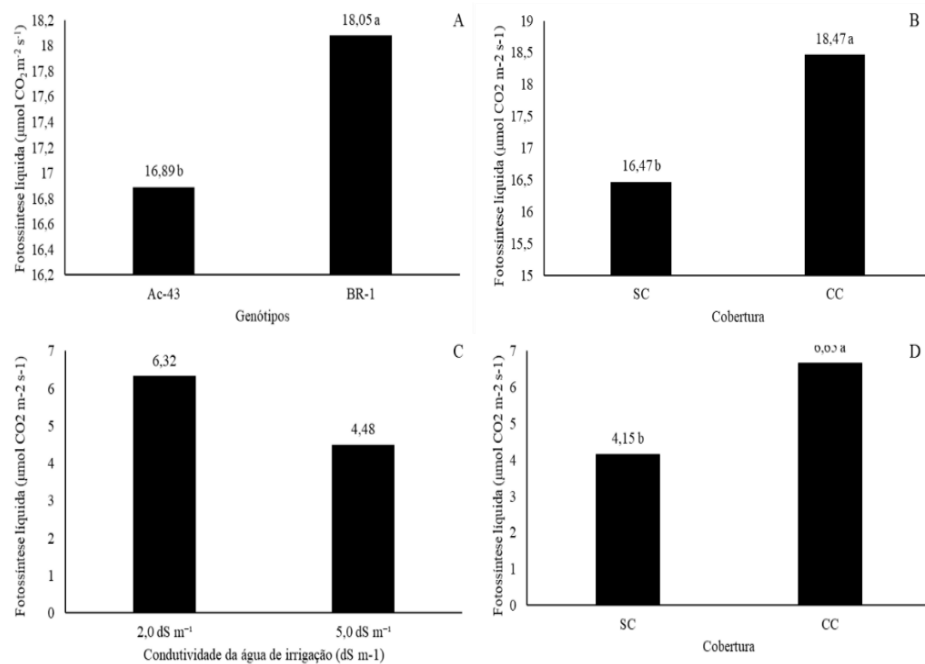 A
Fotossíntese líquida (µmol CO₂ m⁻² s⁻¹)
18,2
18
17,8
17,6
17,4
17,2
17
16,8
16,6
16,4
16,2
16,89 b
18,05 a
Ac-43
BR-1
Genótipos
B
Fotossíntese líquida (µmol CO2 m-2 s-1)
19
18,5
18
17,5
17
16,5
16
15,5
15
16,47 b
18,47 a
SC
CC
Cobertura
C
Fotossíntese líquida (µmol CO2 m-2 s-1)
7
6
5
4
3
2
1
0
6,32
4,48
2,0 dS m⁻¹
5,0 dS m⁻¹
Condutividade da água de irrigação (dS m-1)
D
Fotossíntese líquida (µmol CO2 m-2 s-1)
7
6
5
4
3
2
1
0
4,15 b
a
SC
CC
Cobertura